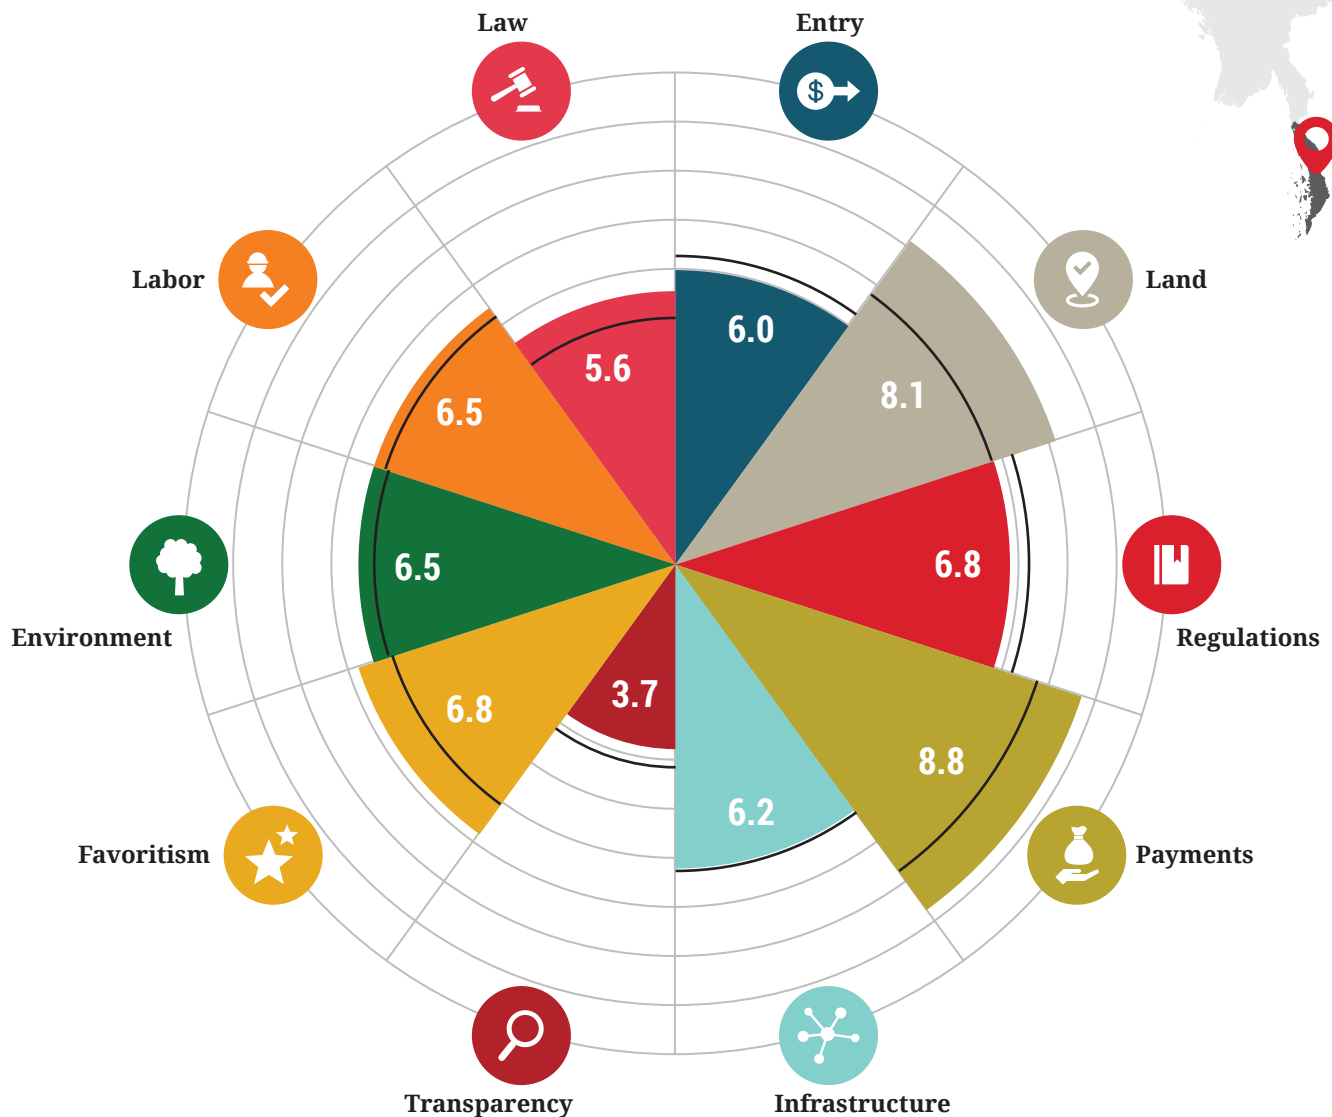 Law
Entry
$
Labor
Land
6.0
5.6
8.1
6.5
6.5
6.8
Environment
Regulations
6.8
3.7
8.8
6.2
Favoritism
Payments
Transparency
Infrastructure